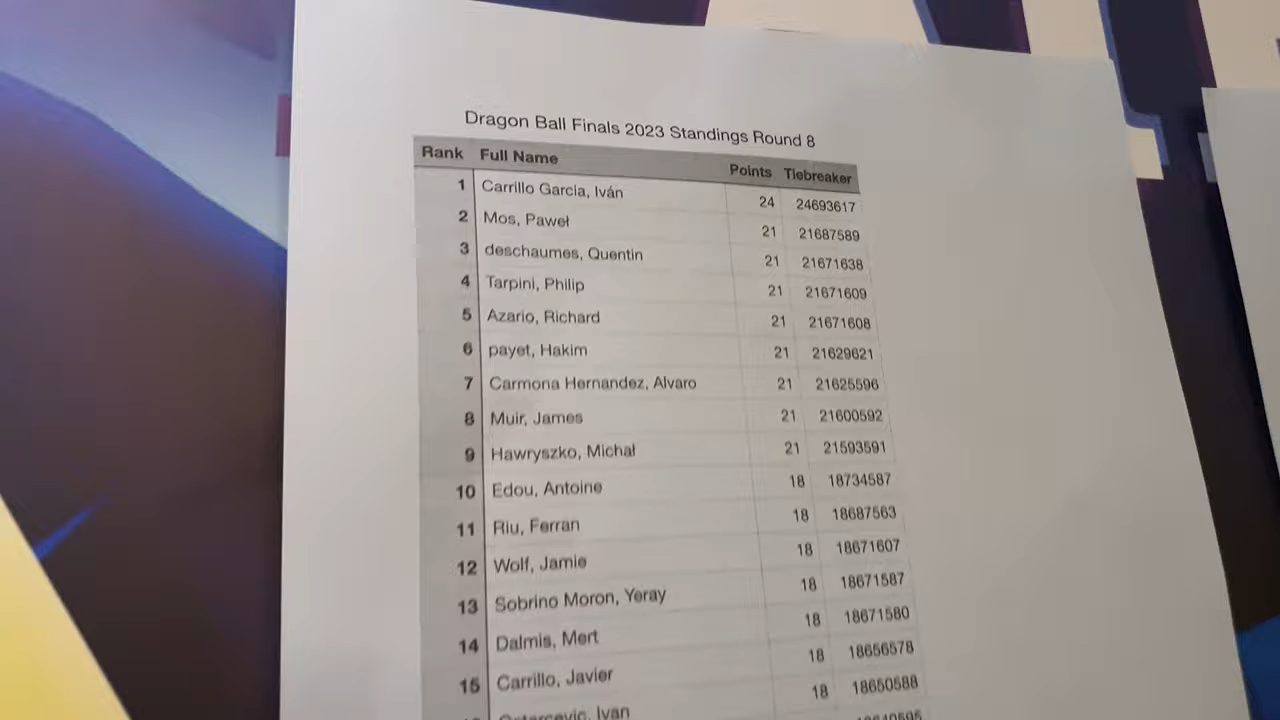 Dragon Ball Finals 2023 Standings Round 8
Rank Full Name Points Tiebreaker
1 Carrillo Garcia, Iván 24 24693617
2 Mos, Paweł 21 21687589
3 deschaumes, Quentin 21 21671638
4 Tarpini, Philip 21 21671609
5 Azario, Richard 21 21671608
6 payet, Hakim 21 21629621
7 Carmona Hernandez, Alvaro 21 21625596
8 Muir, James 21 21600592
9 Hawryszko, Michał 21 21593591
10 Edou, Antoine 18 18734587
11 Riu, Ferran 18 18687563
12 Wolf, Jamie 18 18671607
13 Sobrino Moron, Yeray 18 18671587
14 Dalmis, Mert 18 18671580
15 Carrillo, Javier 18 18656578
Ivan 18 18650588